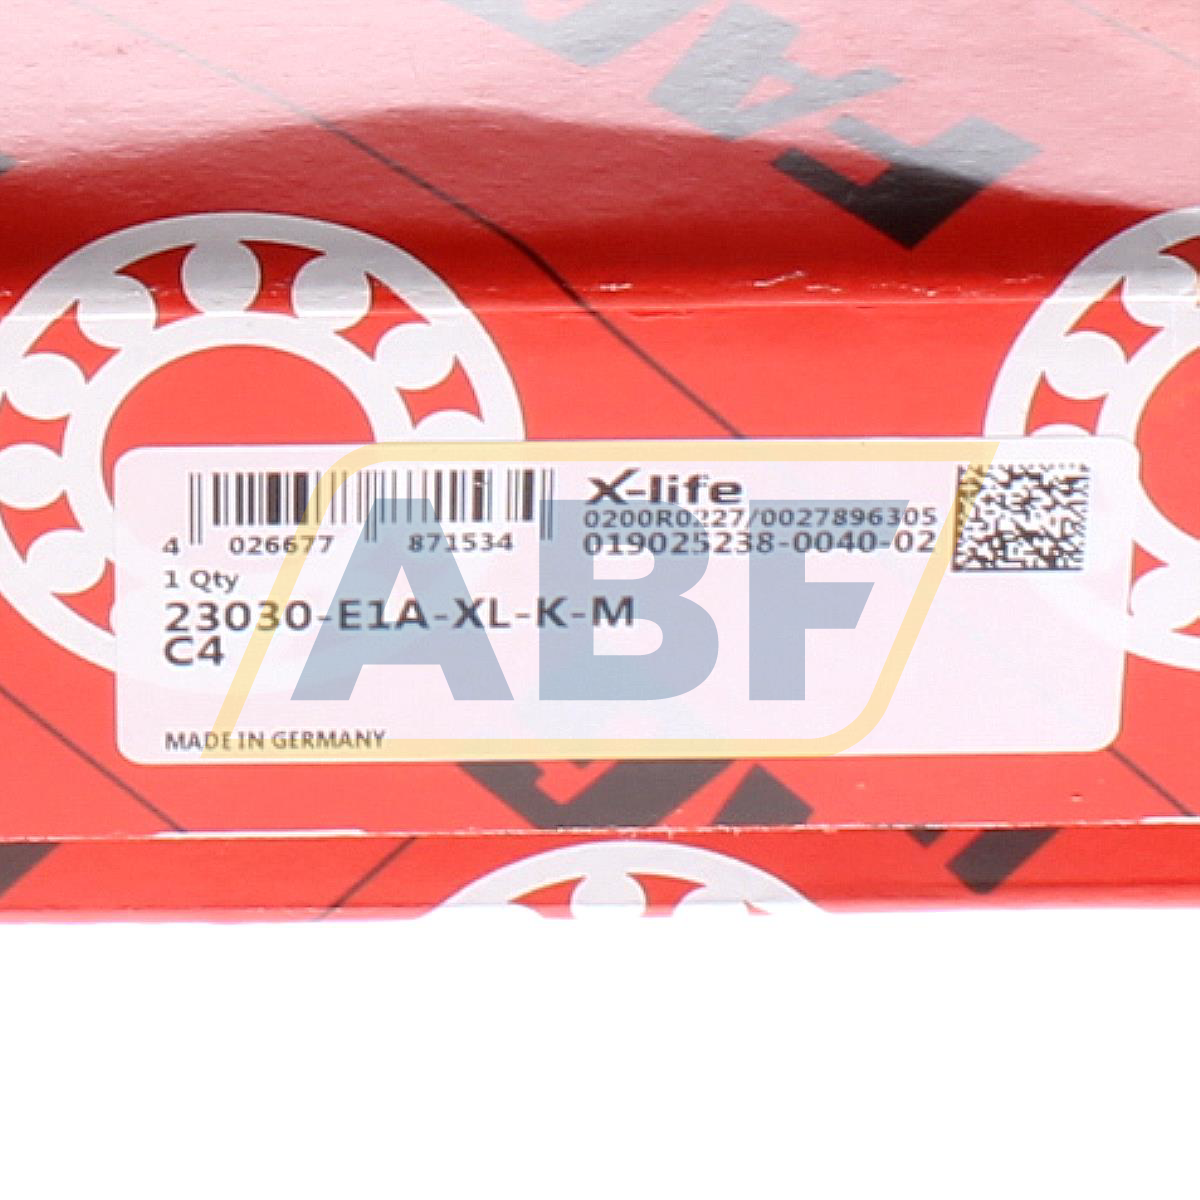 FA
X-life
0200R0227/0027896305
019025238-0040-02
4 026677 871534
1 Qty
23030-E1A-XL-K-M
C4
MADE IN GERMANY
ABF